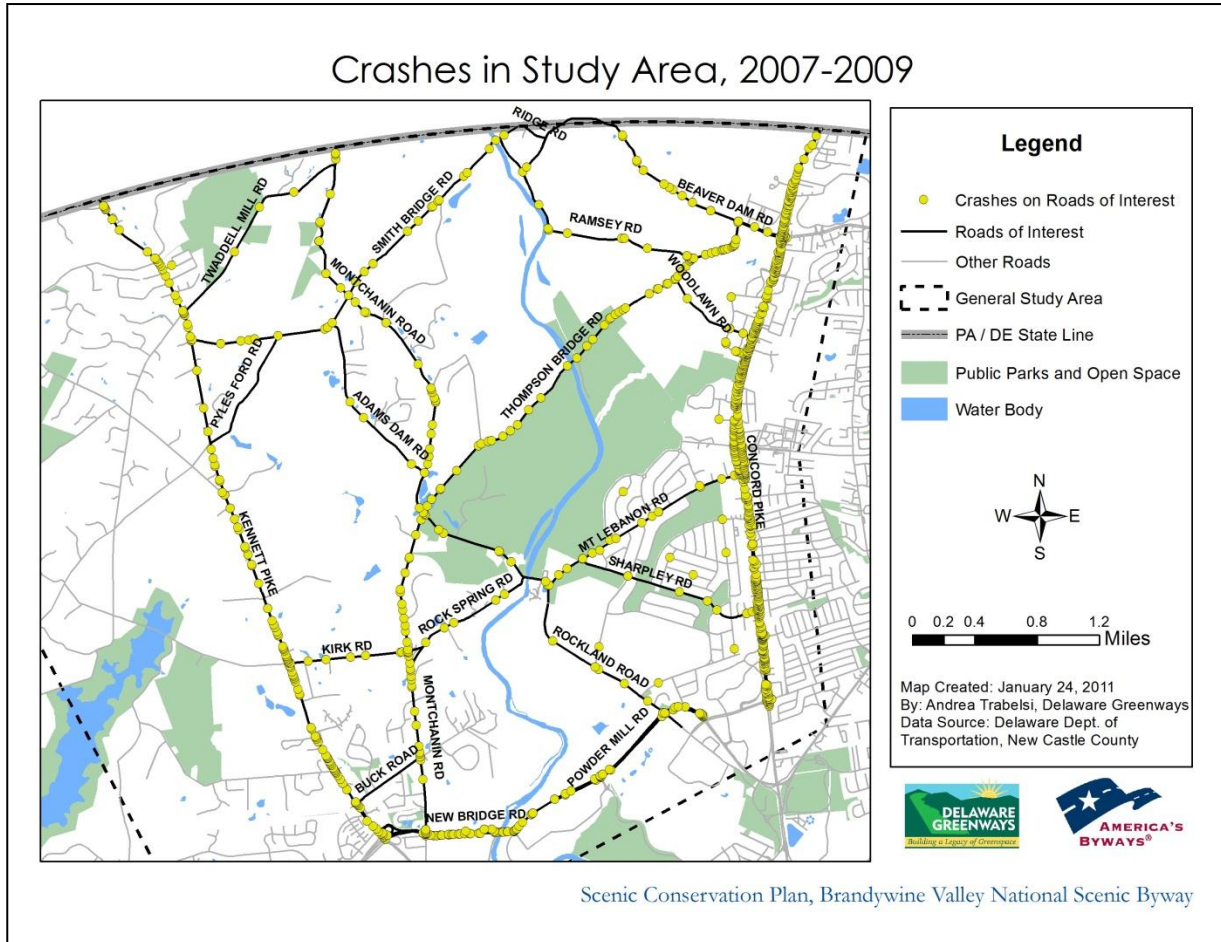 Crashes in Study Area, 2007-2009
RIDGE RD
BEAVER DAM RD
TWADDELL MILL RD
SMITH BRIDGE RD
RAMSEY RD
WOODLAWN RD
MONTCHANIN ROAD
THOMPSON BRIDGE RD
PYLES FORD RD
ADAMS DAM RD
CONCORD PIKE
MT LEBANON RD
KENNETT PIKE
SHARPLEY RD
ROCK SPRING RD
KIRK RD
ROCKLAND ROAD
MONTCHANIN RD
POWDER MILL RD
BUCK ROAD
NEW BRIDGE RD
Legend
Crashes on Roads of Interest
Roads of Interest
Other Roads
General Study Area
PA / DE State Line
Public Parks and Open Space
Water Body
N
W E
S
0 0.2 0.4 0.8 1.2
Miles
Map Created: January 24, 2011
By: Andrea Trabelsi, Delaware Greenways
Data Source: Delaware Dept. of
Transportation, New Castle County
DELAWARE
GREENWAYS
Building a Legacy of Greenspace
AMERICA'S
BYWAYS®
Scenic Conservation Plan, Brandywine Valley National Scenic Byway